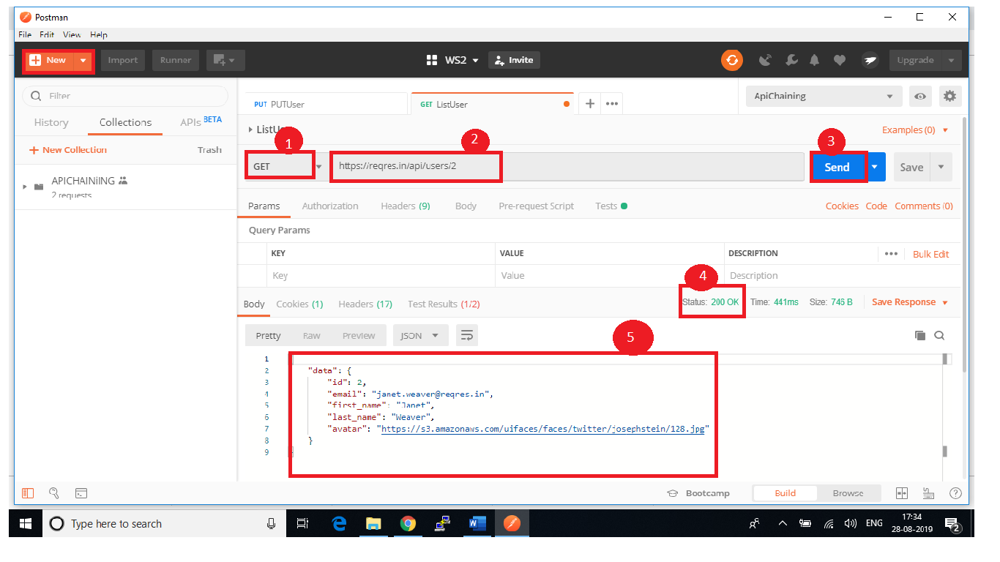 Postman
File Edit View Help
New Import Runner WS2 Invite Upgrade
Filter
History Collections APIs BETA
New Collection Trash
APICHAINiING
2 requests
PUT PUTUser GET ListUser ApiChaining
Examples (0)
1 2 3
GET https://reqres.in/api/users/2 Send Save
Params Authorization Headers (9) Body Pre-request Script Tests Cookies Code Comments (0)
Query Params
KEY VALUE DESCRIPTION Bulk Edit
Key Value Description
4
Body Cookies (1) Headers (17) Test Results (1/2) Status: 200 OK Time: 441ms Size: 746 B Save Response
Pretty Raw Preview JSON
5
1
2 "data": {
3 "id": 2,
4 "email": "janet.weaver@reqres.in",
5 "first_name": "Janet",
6 "last_name": "Weaver",
7 "avatar": "https://s3.amazonaws.com/uifaces/faces/twitter/josephstein/128.jpg"
8 }
9
Bootcamp Build Browse
Type here to search ENG 17:34
28-08-2019
2